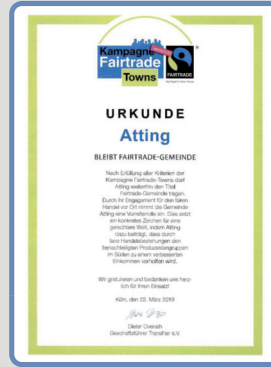 Kampagne
Fairtrade
Towns
FAIRTRADE
URKUNDE
Atting
BLEIBT FAIRTRADE-GEMEINDE
Nach Erfüllung aller Kriterien der
Kampagne Fairtrade-Towns darf
Atting weiterhin den Titel
Fairtrade-Gemeinde tragen.
Durch ihr Engagement für den fairen
Handel vor Ort nimmt die Gemeinde
Atting eine Vorreiterrolle ein. Dies setzt
ein konkretes Zeichen für eine
gerechtere Welt, indem Atting
dazu beiträgt, dass durch
faire Handelsbeziehungen den
benachteiligten Produzentengruppen
im Süden zu einem verbesserten
Einkommen verholfen wird.
Wir gratulieren und bedanken uns herz-
lich für Ihren Einsatz!
Köln, den 22. März 2019
Dieter Overath
Geschäftsführer TransFair e.V.